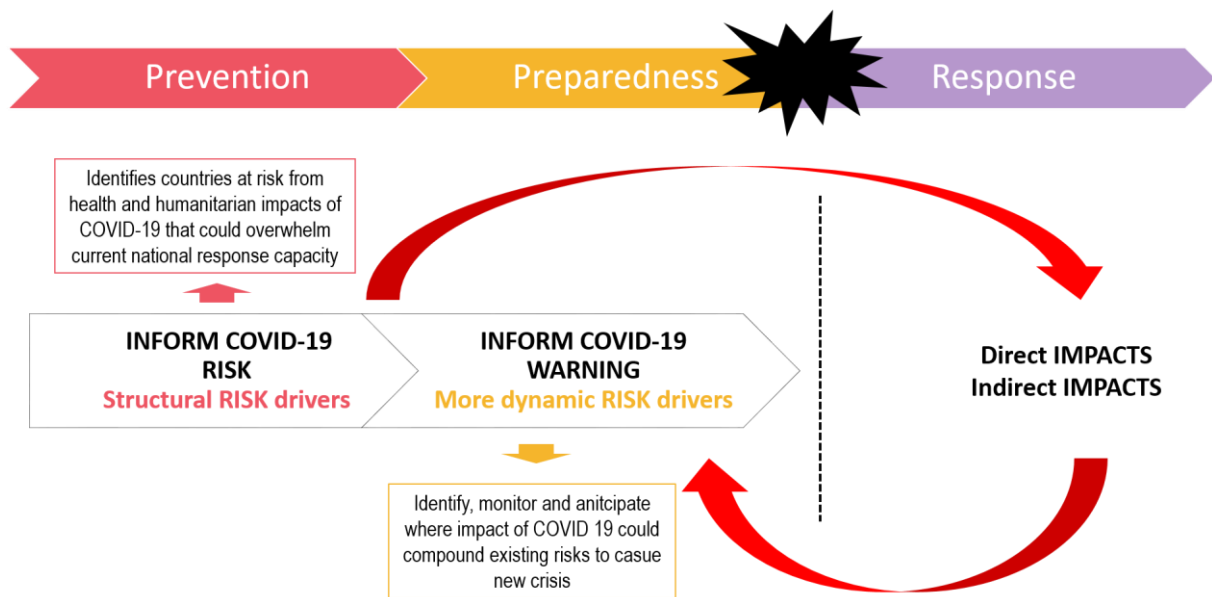 Prevention
Preparedness
Response
Identifies countries at risk from
health and humanitarian impacts of
COVID-19 that could overwhelm
current national response capacity
INFORM COVID-19
RISK
Structural RISK drivers
INFORM COVID-19
WARNING
More dynamic RISK drivers
Direct IMPACTS
Indirect IMPACTS
Identify, monitor and anitcipate
where impact of COVID 19 could
compound existing risks to casue
new crisis